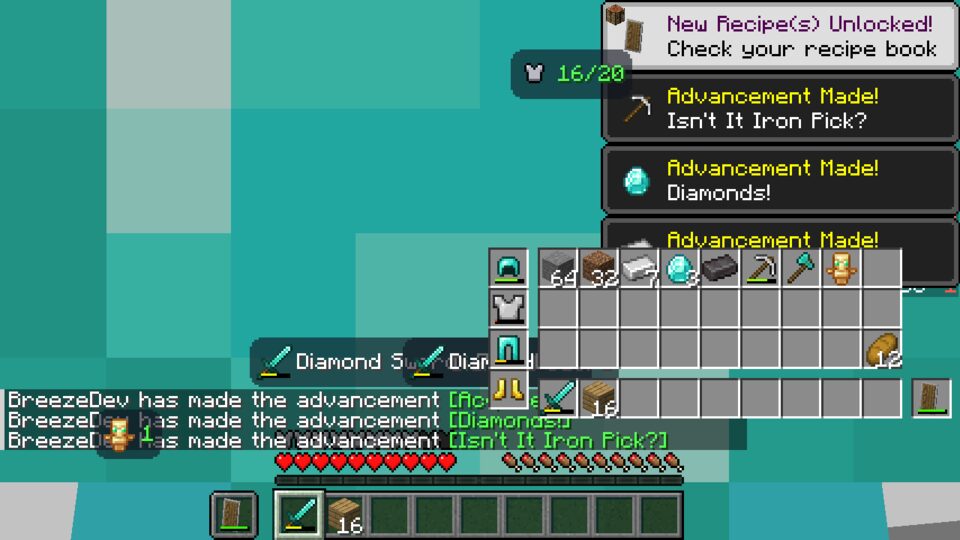 New Recipe(s) Unlocked!
Check your recipe book
16/20
Advancement Made!
Isn't It Iron Pick?
Advancement Made!
Diamonds!
Advancement Made!
64
32
7
3
12
Diamond
BreezeDev has made the advancement
16
BreezeDev has made the advancement [Diamonds!]
has made the advancement [Isn't It Iron Pick?]
1
16